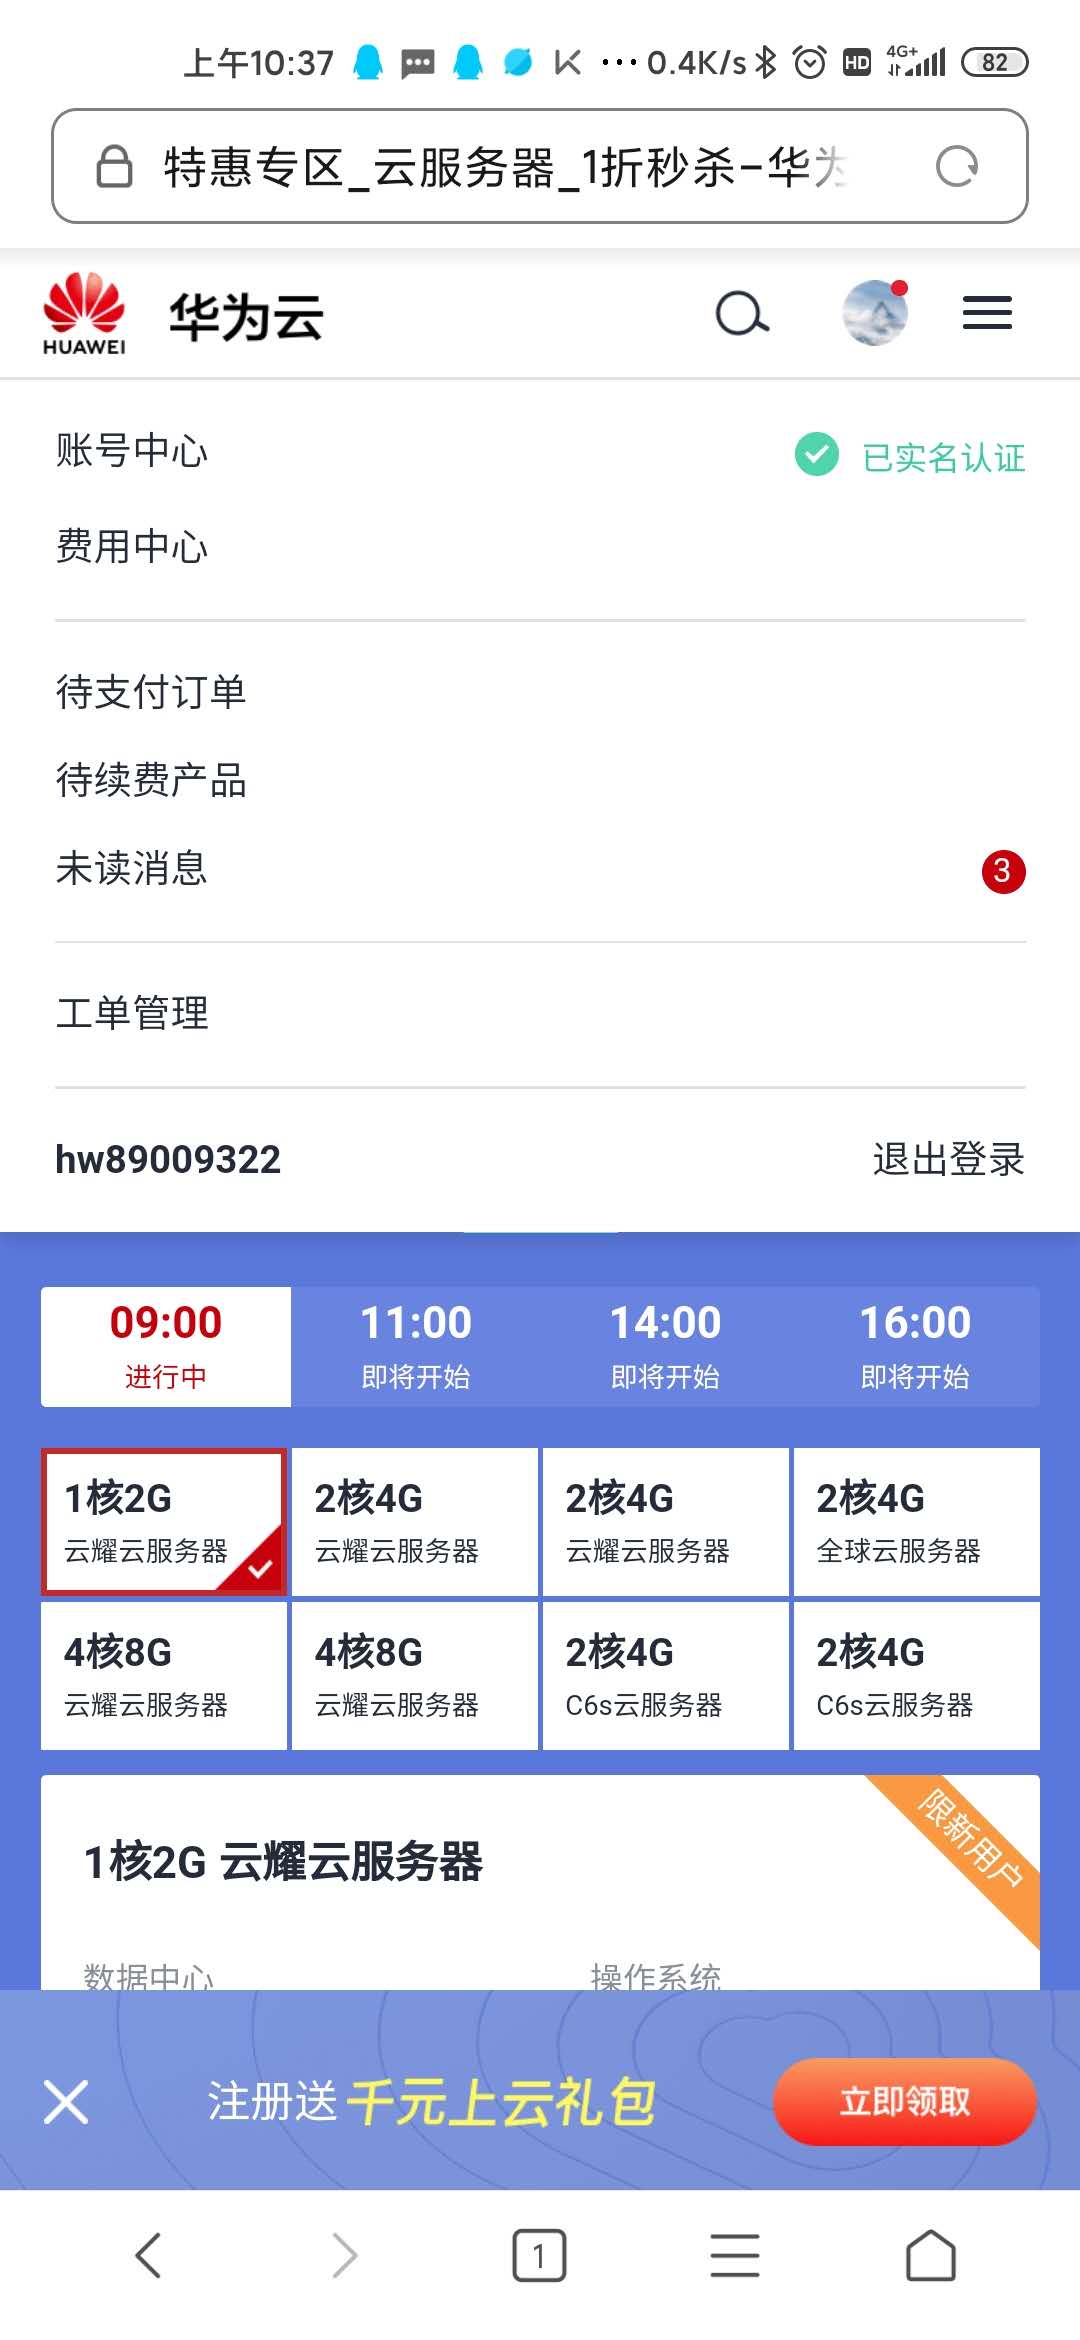 上午10:37 0.4K/s HD 4G+ 82
特惠专区_云服务器_1折秒杀-华为
HUAWEI 华为云
账号中心 已实名认证
费用中心
待支付订单
待续费产品
未读消息 3
工单管理
hw89009322 退出登录
09:00 11:00 14:00 16:00
进行中 即将开始 即将开始 即将开始
1核2G 2核4G 2核4G 2核4G
云耀云服务器 云耀云服务器 云耀云服务器 全球云服务器
4核8G 4核8G 2核4G 2核4G
云耀云服务器 云耀云服务器 C6s云服务器 C6s云服务器
限新用户
1核2G 云耀云服务器
数据中心 操作系统
注册送千元上云礼包 立即领取
1